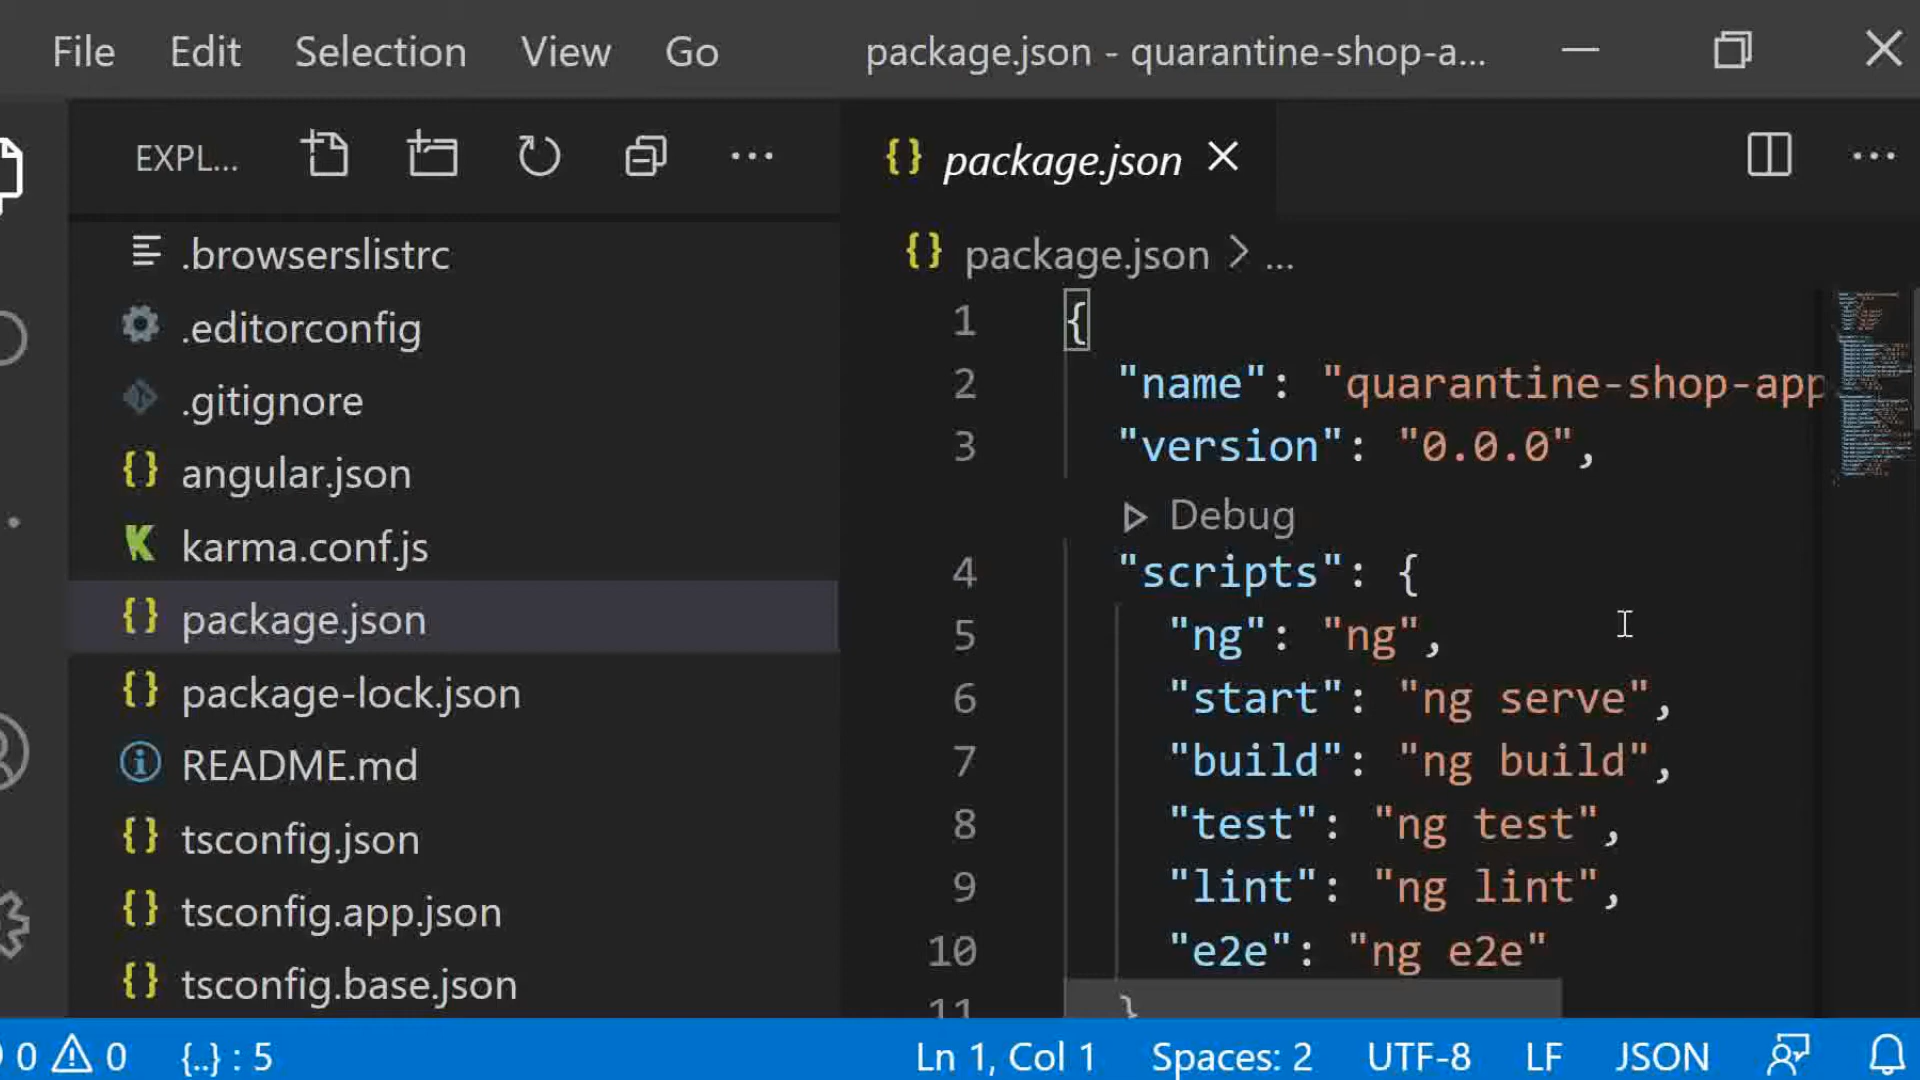 File Edit Selection View Go package.json - quarantine-shop-a...
EXPL...
package.json
.browserslistrc
.editorconfig
.gitignore
angular.json
karma.conf.js
package.json
package-lock.json
README.md
tsconfig.json
tsconfig.app.json
tsconfig.base.json
package.json > ...
1 {
2 "name": "quarantine-shop-app
3 "version": "0.0.0",
Debug
4 "scripts": {
5 "ng": "ng",
6 "start": "ng serve",
7 "build": "ng build",
8 "test": "ng test",
9 "lint": "ng lint",
10 "e2e": "ng e2e"
11 }
0 0 {..} : 5 Ln 1, Col 1 Spaces: 2 UTF-8 LF JSON